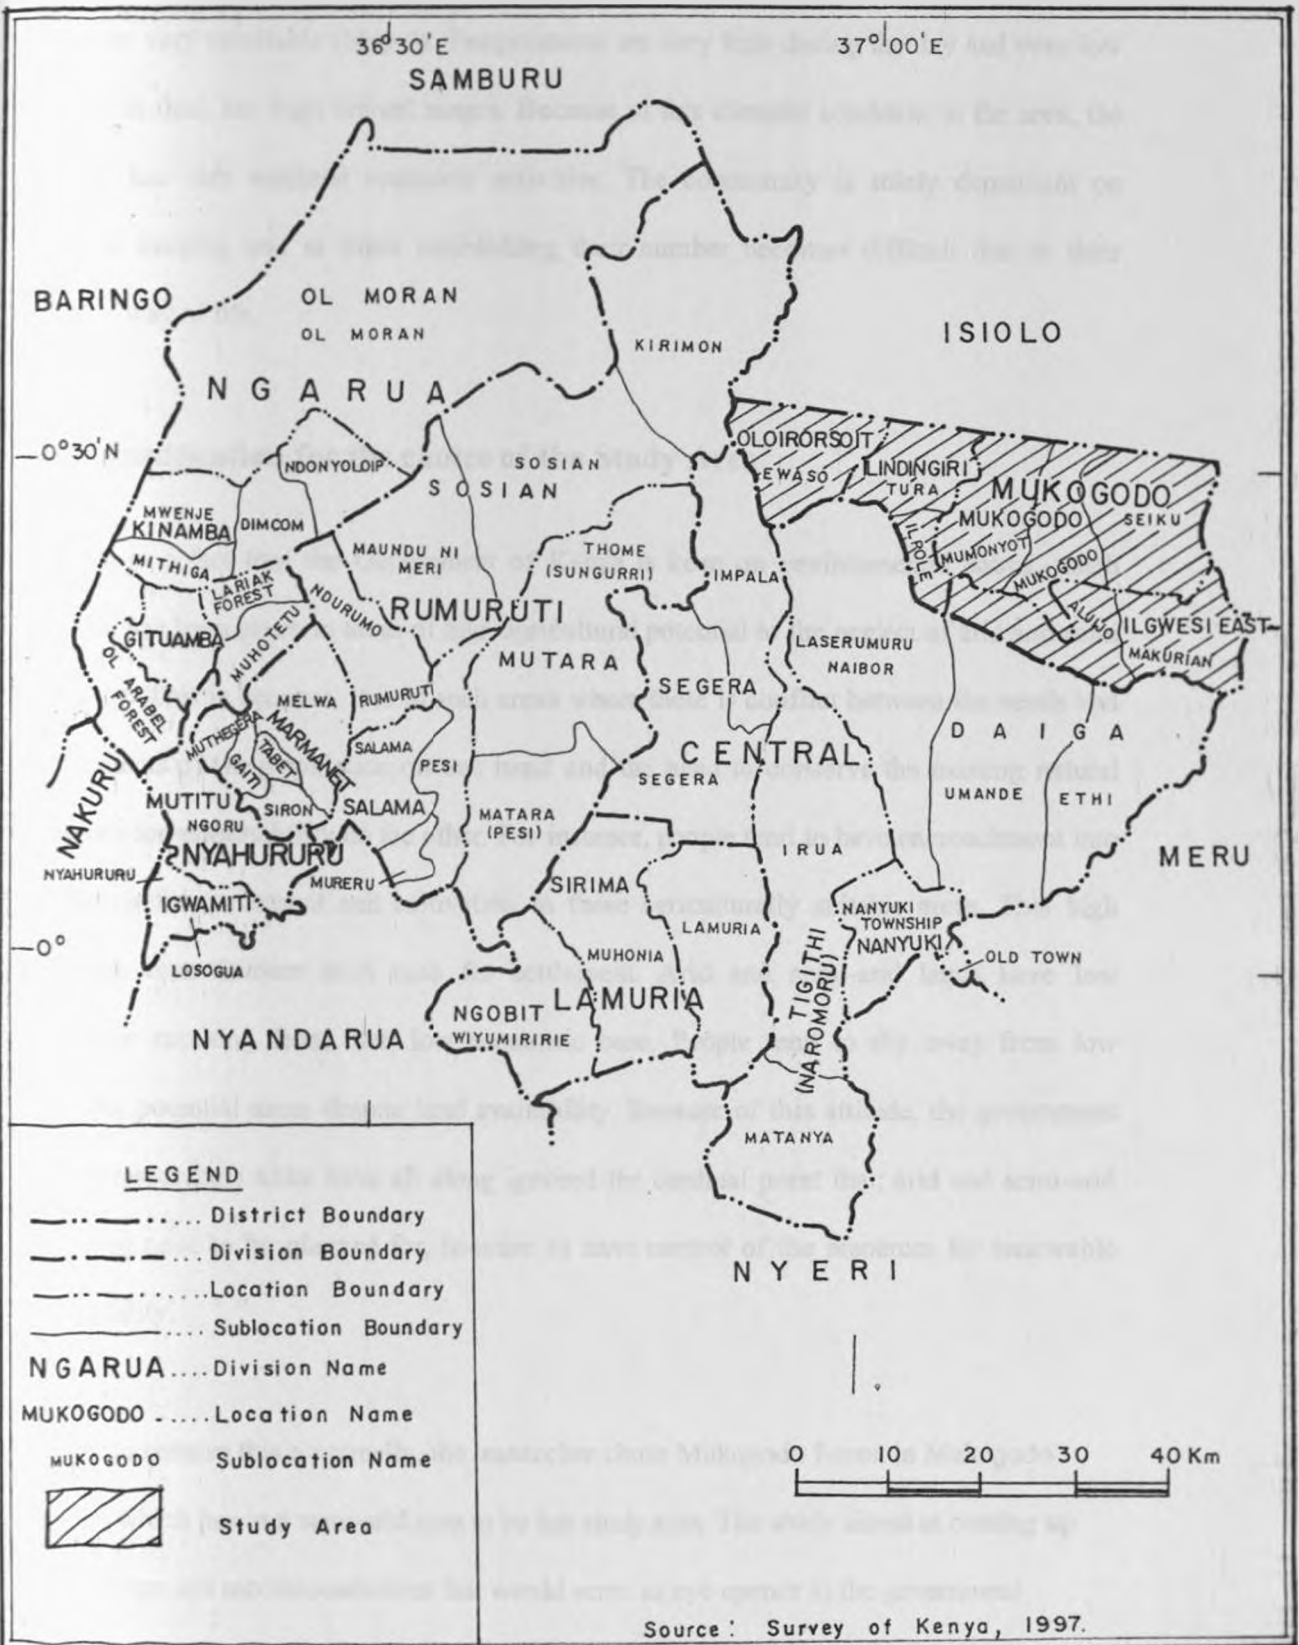 36°30'E
37°00'E
SAMBURU
BARINGO
OL MORAN
OL MORAN
KIRIMON
ISIOLO
NGARUA
0°30'N
NDONYOLOIP
SOSIAN
SOSIAN
OLOIRORSOIT
EWASO
LINDINGIRI
TURA
MUKOGODO
MUKOGODO
SEIKU
MWENJE
KINAMBA
DIMCOM
MITHIGA
LARIAK
FOREST
MAUNDU NI
MERI
THOME
(SUNGURRI)
IMPALA
ILPOLE
MUMONYOT
MUKOGODO
ALUJO
ILGWESI EAST
MAKURIAN
NDURUMO
RUMURUTI
MUTARA
GITUAMBA
MUHOTETU
OL
ARABEL
FOREST
LASERUMURU
NAIBOR
MELWA
RUMURUTI
SEGERA
MUTHEGERA
MARMANET
TABET
GAITI
SALAMA
PESI
CENTRAL
SEGERA
DAIGA
UMANDE
ETHI
NAKURU
MUTITU
NGORU
SIRON
SALAMA
MATARA
(PESI)
NYAHURURU
NYAHURURU
MURERU
IRUA
MERU
SIRIMA
IGWAMITI
LAMURIA
NANYUKI
TOWNSHIP
NANYUKI
0°
MUHONIA
OLD TOWN
LOSOGUA
TIGITHI
(NAROMORU)
NYANDARUA
NGOBIT
WIYUMIRIRIE
LAMURIA
MATANYA
NYERI
LEGEND
District Boundary
Division Boundary
Location Boundary
Sublocation Boundary
NGARUA....Division Name
MUKOGODO.....Location Name
MUKOGODO Sublocation Name
Study Area
0 10 20 30 40 Km
Source: Survey of Kenya, 1997.